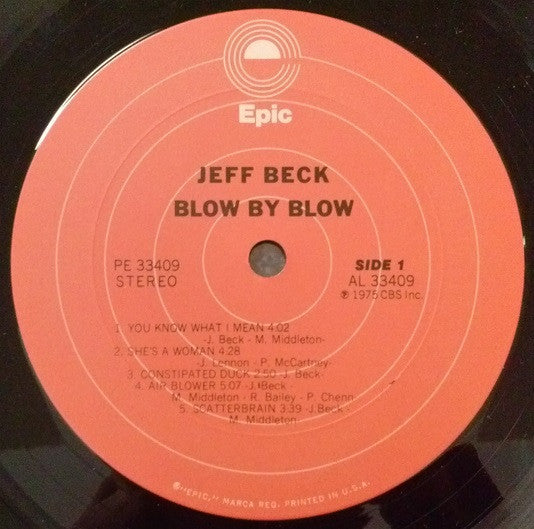 Epic
JEFF BECK
BLOW BY BLOW
PE 33409
STEREO
SIDE 1
AL 33409
℗ 1975 CBS Inc.
1. YOU KNOW WHAT I MEAN 4:02
-J. Beck - M. Middleton-
2. SHE'S A WOMAN 4:28
-J. Lennon - P. McCartney-
3. CONSTIPATED DUCK 2:50 -J. Beck-
4. AIR BLOWER 5:07 -J. Beck-
M. Middleton - R. Bailey - P. Chenn
5. SCATTERBRAIN 3:39 -J. Beck -
M. Middleton-
"EPIC," MARCA REG. PRINTED IN U.S.A.